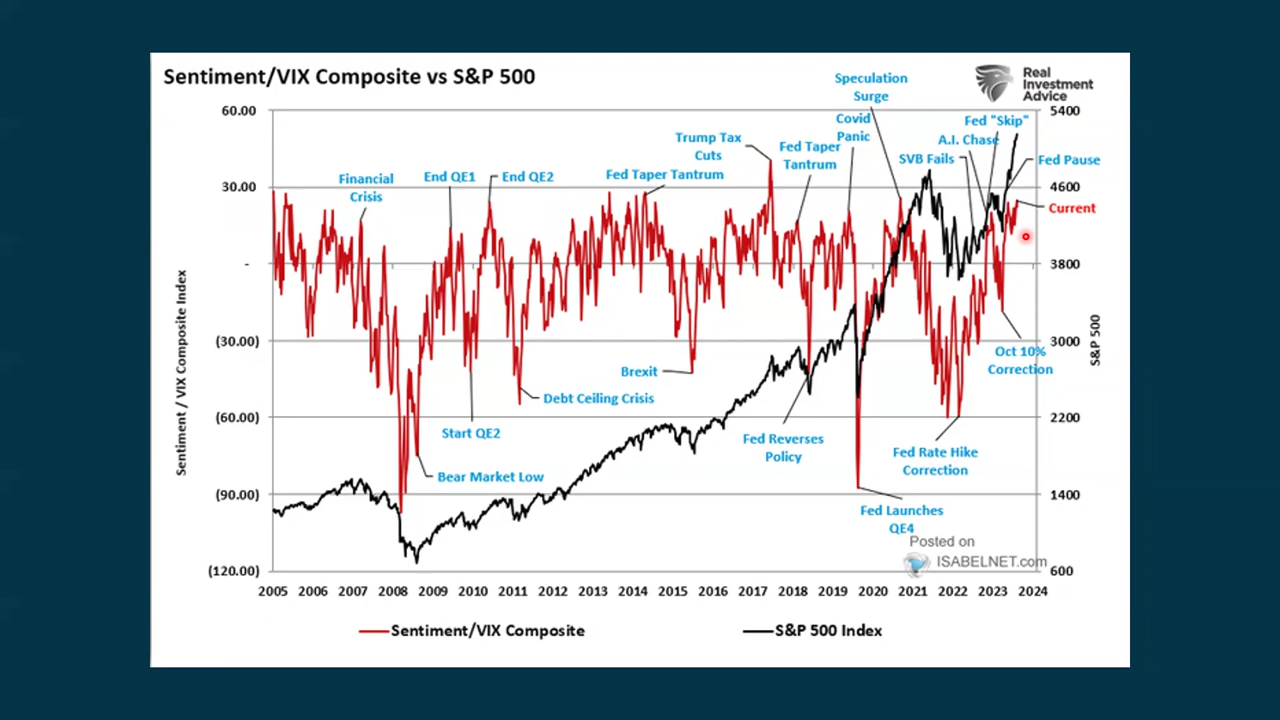 Sentiment/VIX Composite vs S&P 500
Real
Investment
Advice
Speculation
Surge
60.00
5400
Covid
Panic
Fed "Skip"
Trump Tax
Cuts
Fed Taper
Tantrum
A.I. Chase
SVB Fails
Fed Pause
Financial
Crisis
End QE1
End QE2
Fed Taper Tantrum
30.00
4600
Current
-
3800
(30.00)
3000
Oct 10%
Correction
Brexit
Debt Ceiling Crisis
(60.00)
2200
Start QE2
Fed Reverses
Policy
Fed Rate Hike
Correction
Bear Market Low
(90.00)
1400
Fed Launches
QE4
Posted on
ISABELNET.com
(120.00)
600
Sentiment / VIX Composite Index
S&P 500
2005 2006 2007 2008 2009 2010 2011 2012 2013 2014 2015 2016 2017 2018 2019 2020 2021 2022 2023 2024
Sentiment/VIX Composite
S&P 500 Index